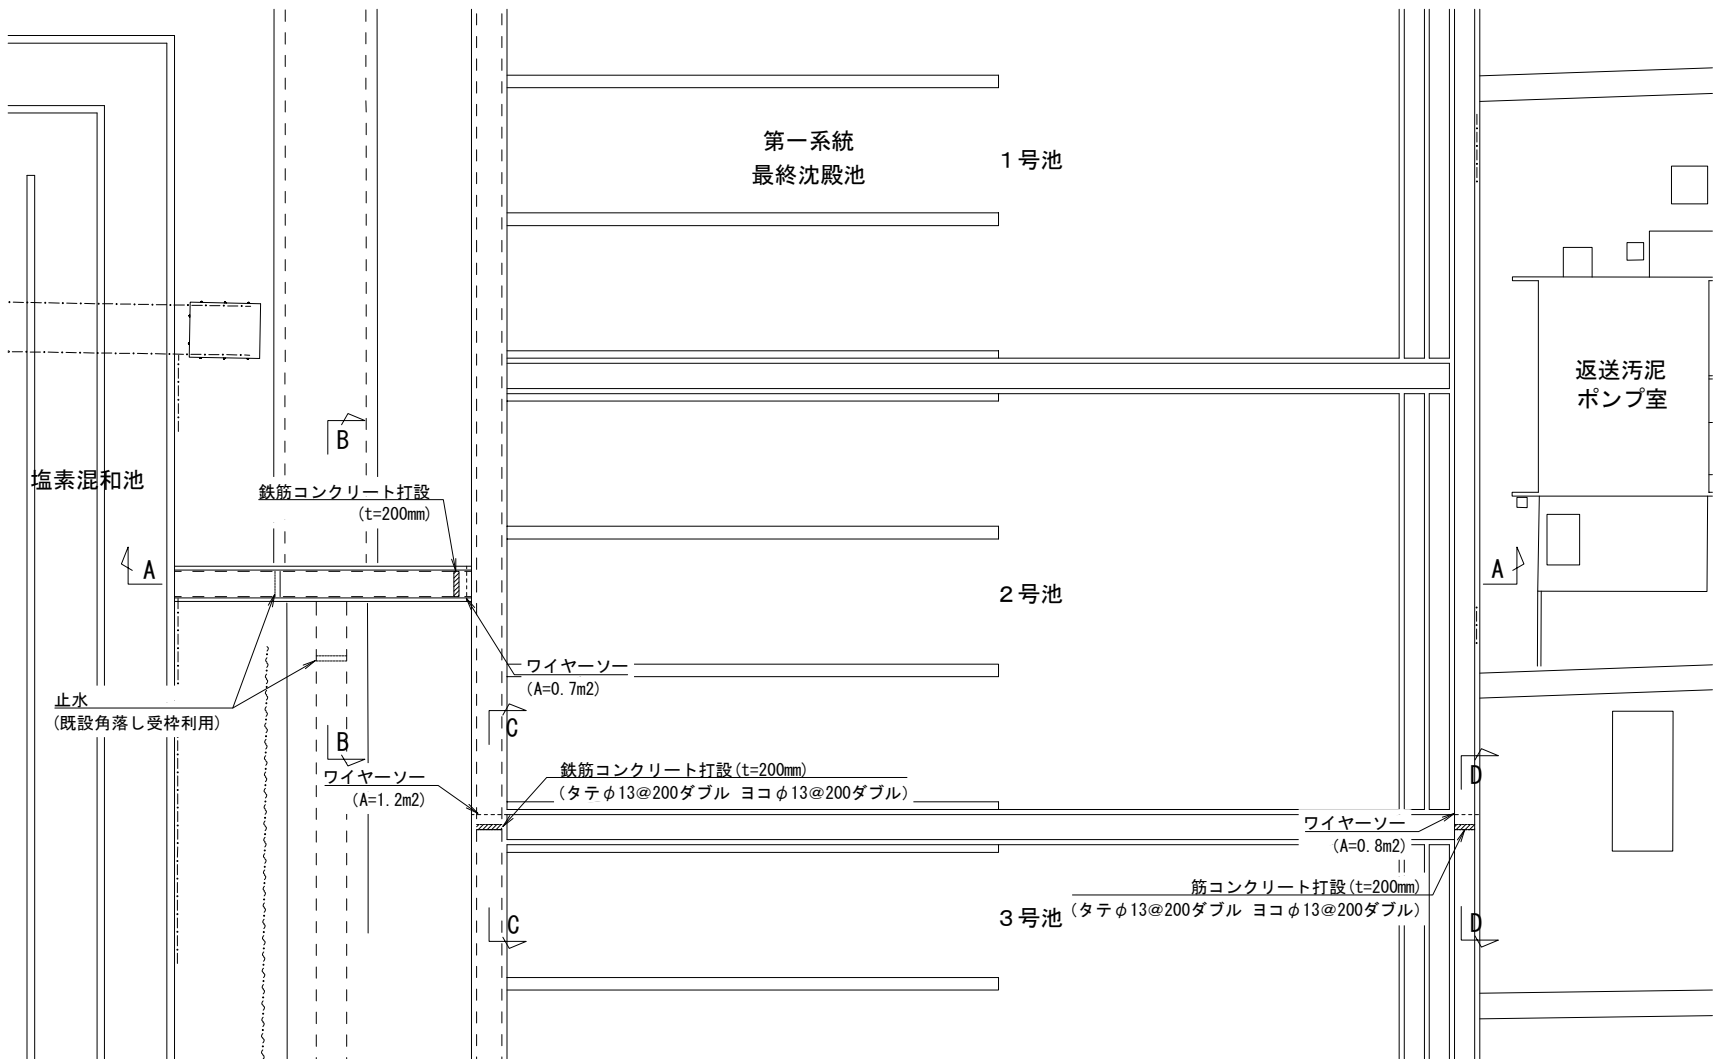 第一系統
最終沈殿池
１号池
返送汚泥
ポンプ室
B
塩素混和池
鉄筋コンクリート打設
(t=200mm)
A
A
２号池
ワイヤーソー
(A=0.7m2)
止水
(既設角落し受枠利用)
C
B
ワイヤーソー
(A=1.2m2)
鉄筋コンクリート打設(t=200mm)
(タテφ13@200ダブル ヨコφ13@200ダブル)
D
ワイヤーソー
(A=0.8m2)
筋コンクリート打設(t=200mm)
(タテφ13@200ダブル ヨコφ13@200ダブル)
３号池
C
D